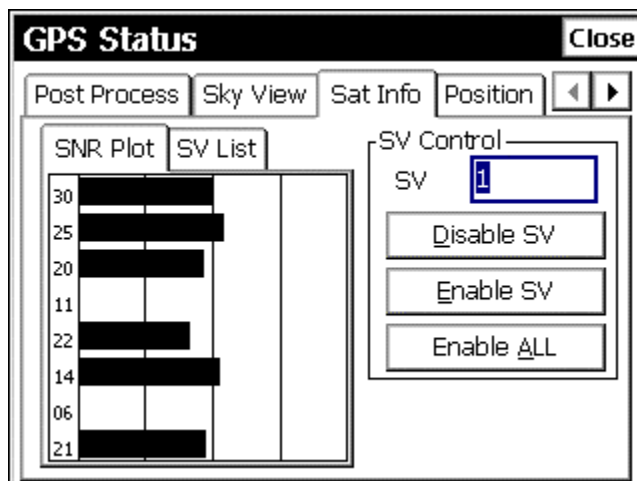 GPS Status Close
Post Process Sky View Sat Info Position
SNR Plot SV List
30
25
20
11
22
14
06
21
SV Control
SV 1
Disable SV
Enable SV
Enable ALL